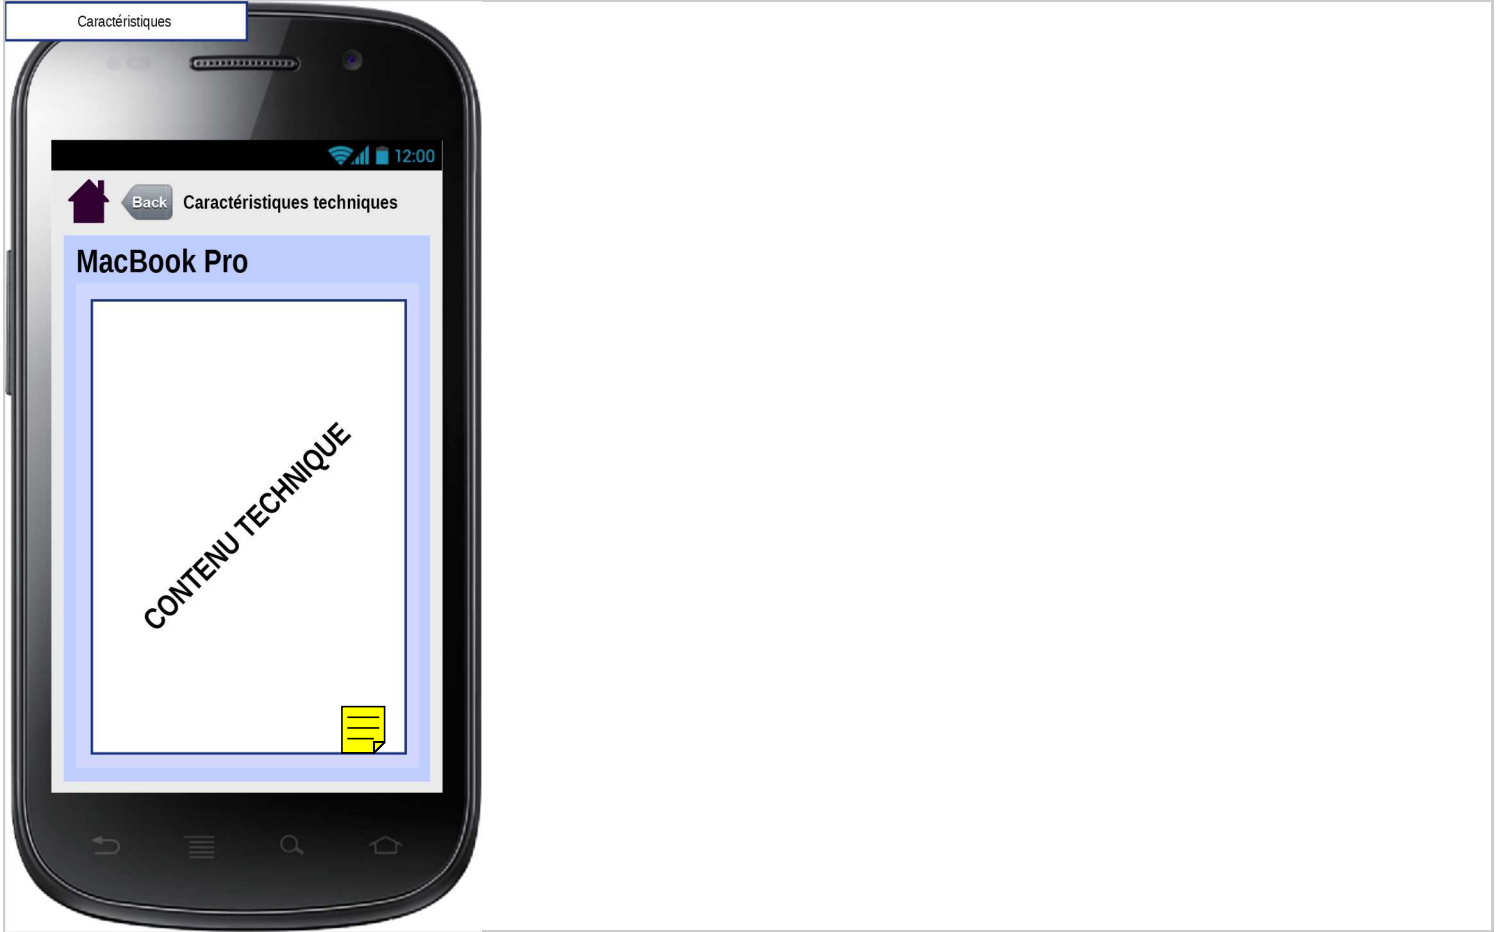 Caractéristiques
12:00
Back
Caractéristiques techniques
MacBook Pro
CONTENU TECHNIQUE